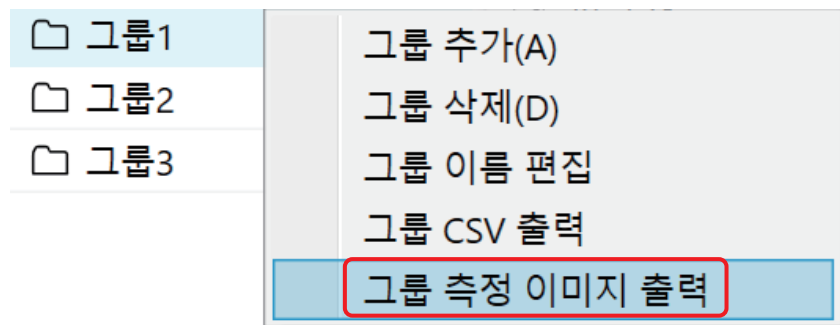 그룹1
그룹2
그룹3
그룹 추가(A)
그룹 삭제(D)
그룹 이름 편집
그룹 CSV 출력
그룹 측정 이미지 출력